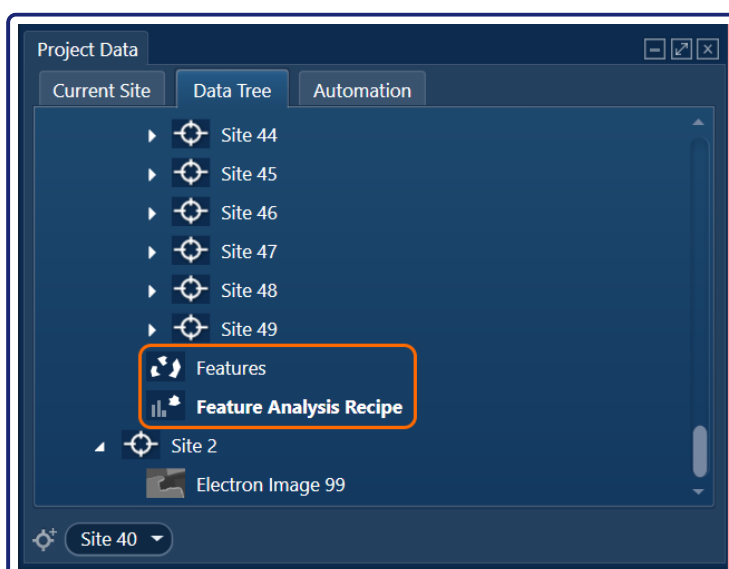 Project Data
Current Site Data Tree Automation
Site 44
Site 45
Site 46
Site 47
Site 48
Site 49
Features
Feature Analysis Recipe
Site 2
Electron Image 99
Site 40